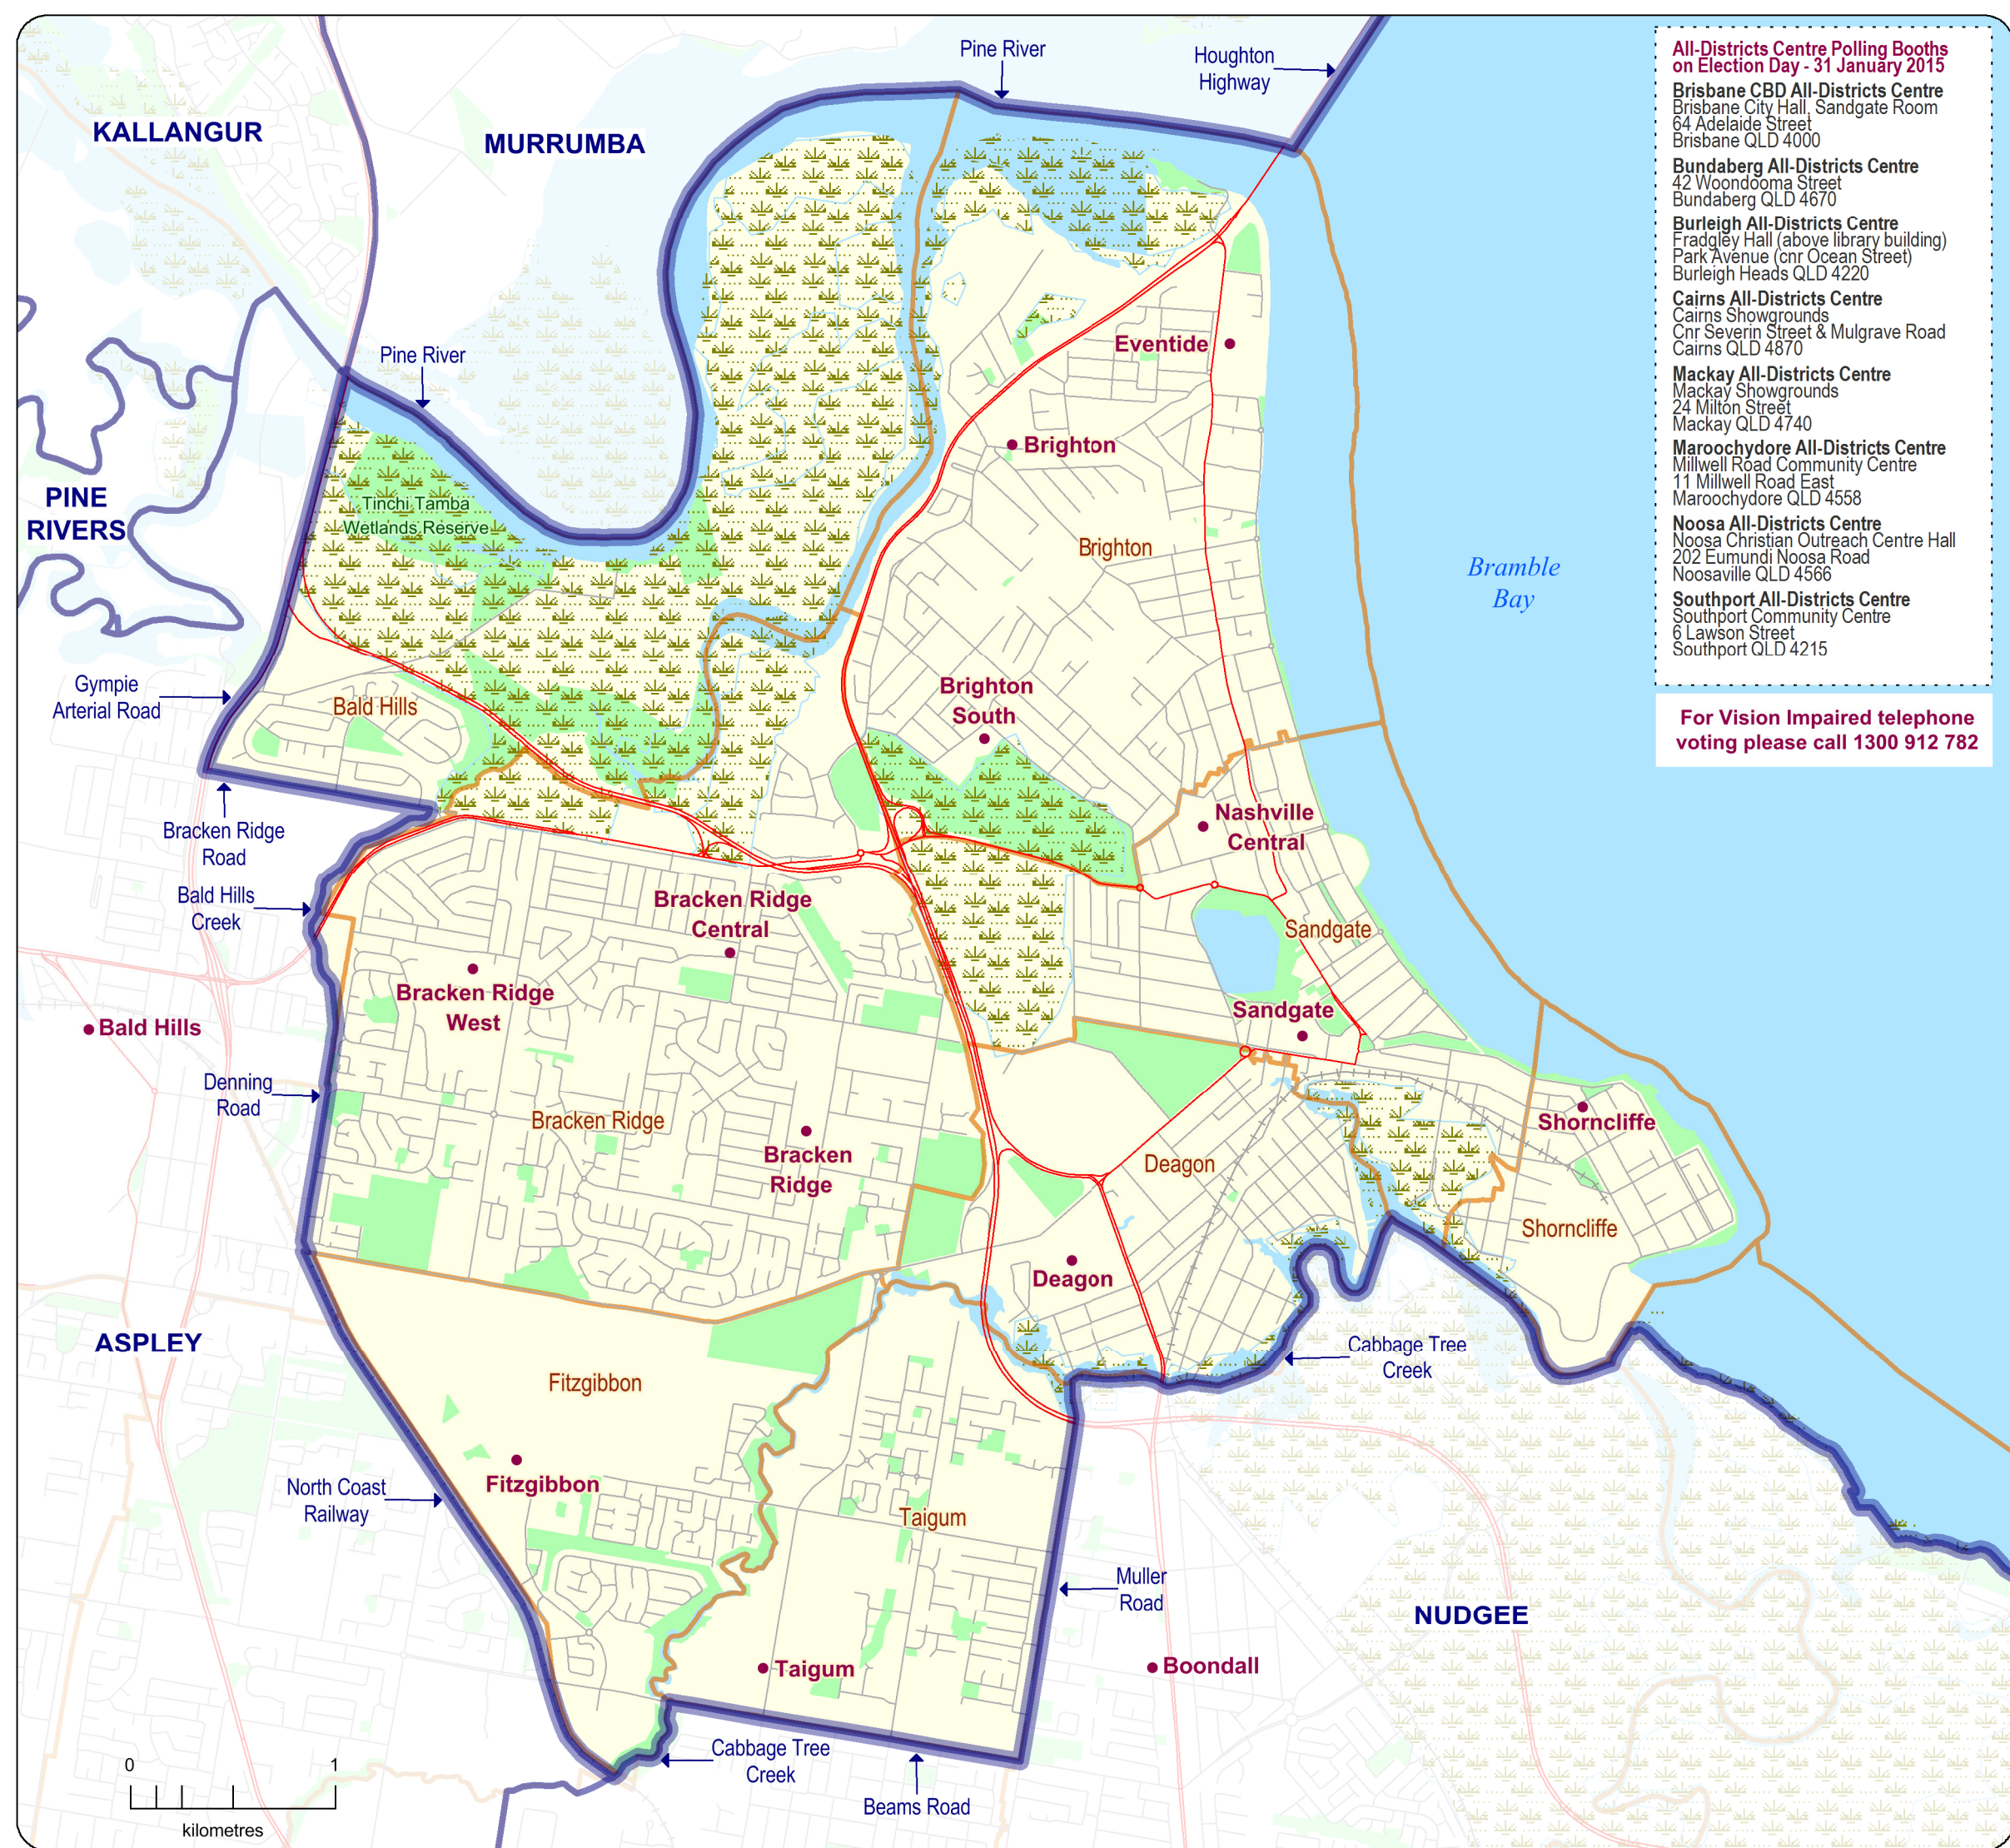 Pine River
Houghton
Highway
KALLANGUR
MURRUMBA
All-Districts Centre Polling Booths
on Election Day - 31 January 2015
Brisbane CBD All-Districts Centre
Brisbane City Hall, Sandgate Room
64 Adelaide Street
Brisbane QLD 4000
Bundaberg All-Districts Centre
42 Woondooma Street
Bundaberg QLD 4670
Burleigh All-Districts Centre
Fradgley Hall (above library building)
Park Avenue (cnr Ocean Street)
Burleigh Heads QLD 4220
Cairns All-Districts Centre
Cairns Showgrounds
Cnr Severin Street & Mulgrave Road
Cairns QLD 4870
Mackay All-Districts Centre
Mackay Showgrounds
24 Milton Street
Mackay QLD 4740
Maroochydore All-Districts Centre
Millwell Road Community Centre
11 Millwell Road East
Maroochydore QLD 4558
Noosa All-Districts Centre
Noosa Christian Outreach Centre Hall
202 Eumundi Noosa Road
Noosaville QLD 4566
Southport All-Districts Centre
Southport Community Centre
6 Lawson Street
Southport QLD 4215
For Vision Impaired telephone
voting please call 1300 912 782
Pine River
Eventide
Brighton
PINE
RIVERS
Tinchi Tamba
Wetlands Reserve
Brighton
Bramble
Bay
Gympie
Arterial Road
Bald Hills
Brighton
South
Bracken Ridge
Road
Nashville
Central
Bald Hills
Creek
Bracken Ridge
Central
Sandgate
Bracken Ridge
West
Sandgate
Bald Hills
Denning
Road
Bracken Ridge
Bracken
Ridge
Deagon
Shorncliffe
Shorncliffe
Deagon
ASPLEY
Cabbage Tree
Creek
Fitzgibbon
North Coast
Railway
Fitzgibbon
Taigum
Muller
Road
NUDGEE
Taigum
Boondall
Cabbage Tree
Creek
Beams Road
0 1
kilometres